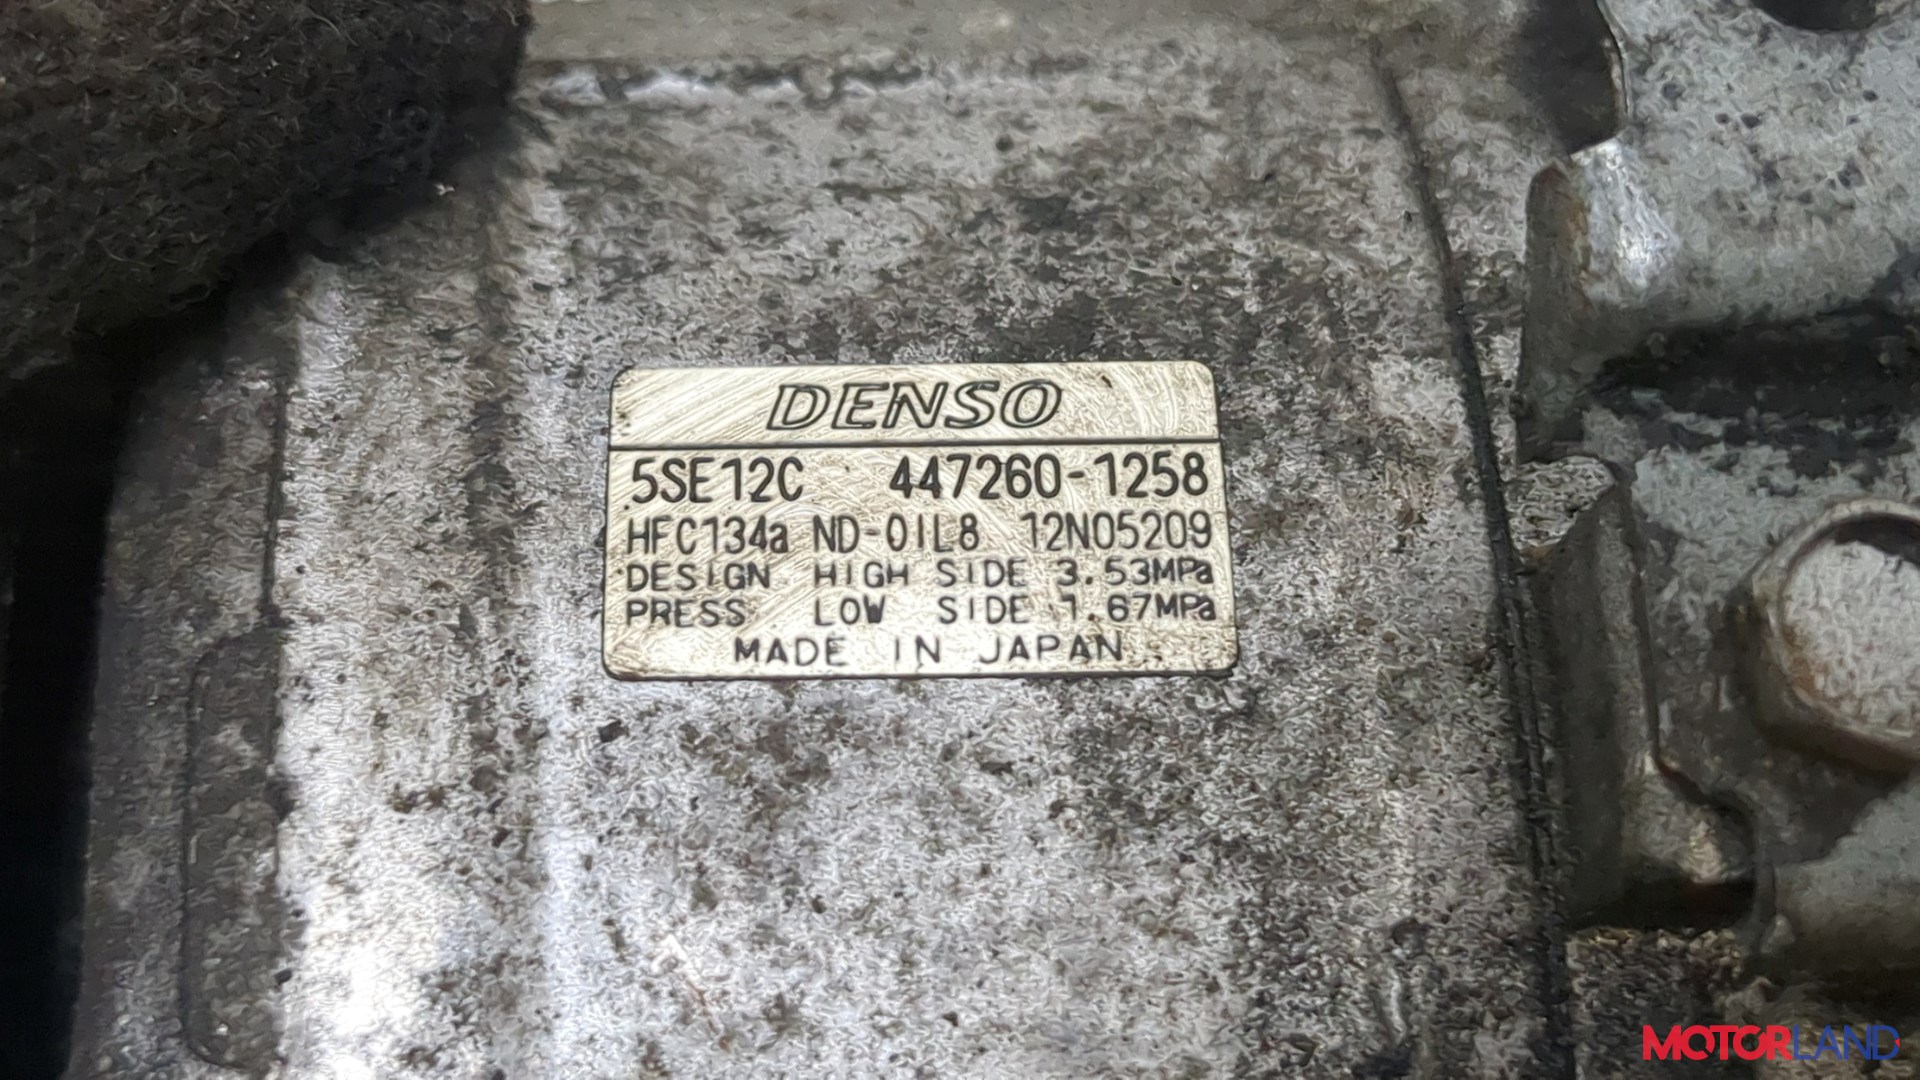 DENSO
5SE12C 447260-1258
HFC134a ND-OIL8 12N05209
DESIGN HIGH SIDE 3.53MPa
PRESS LOW SIDE 1.67MPa
MADE IN JAPAN
MOTORLAND